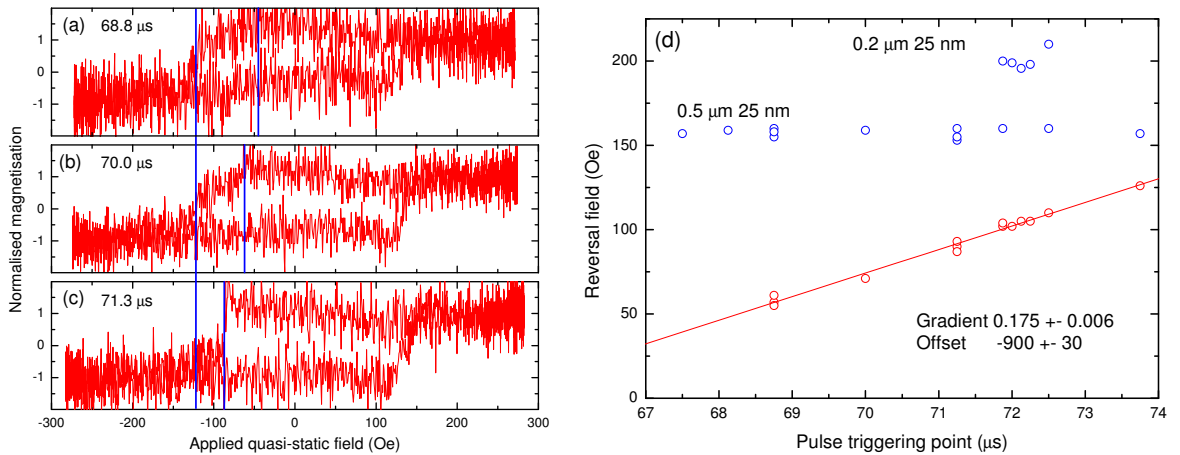 (a) 68.8 μs
1
0
-1
(b) 70.0 μs
1
0
-1
(c) 71.3 μs
1
0
-1
Normalised magnetisation
-300 -200 -100 0 100 200 300
Applied quasi-static field (Oe)
(d)
0.2 μm 25 nm
0.5 μm 25 nm
Gradient 0.175 +- 0.006
Offset -900 +- 30
200
150
100
50
0
Reversal field (Oe)
67 68 69 70 71 72 73 74
Pulse triggering point (μs)